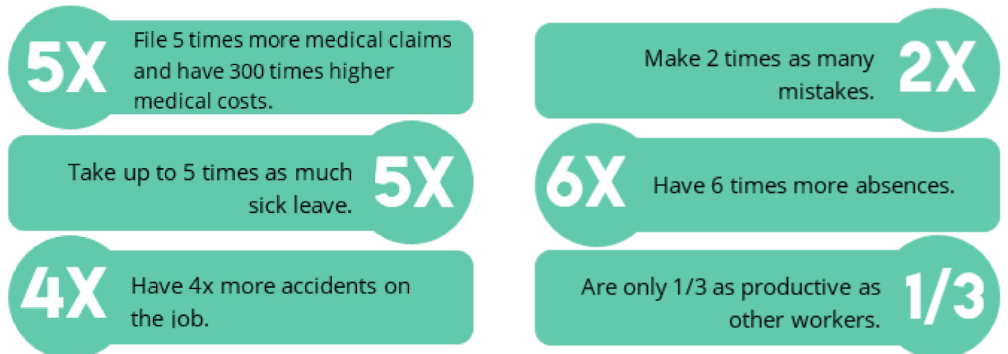 5X
File 5 times more medical claims
and have 300 times higher
medical costs.
Take up to 5 times as much
sick leave.
5X
4X
Have 4x more accidents on
the job.
Make 2 times as many
mistakes.
2X
6X
Have 6 times more absences.
Are only 1/3 as productive as
other workers.
1/3